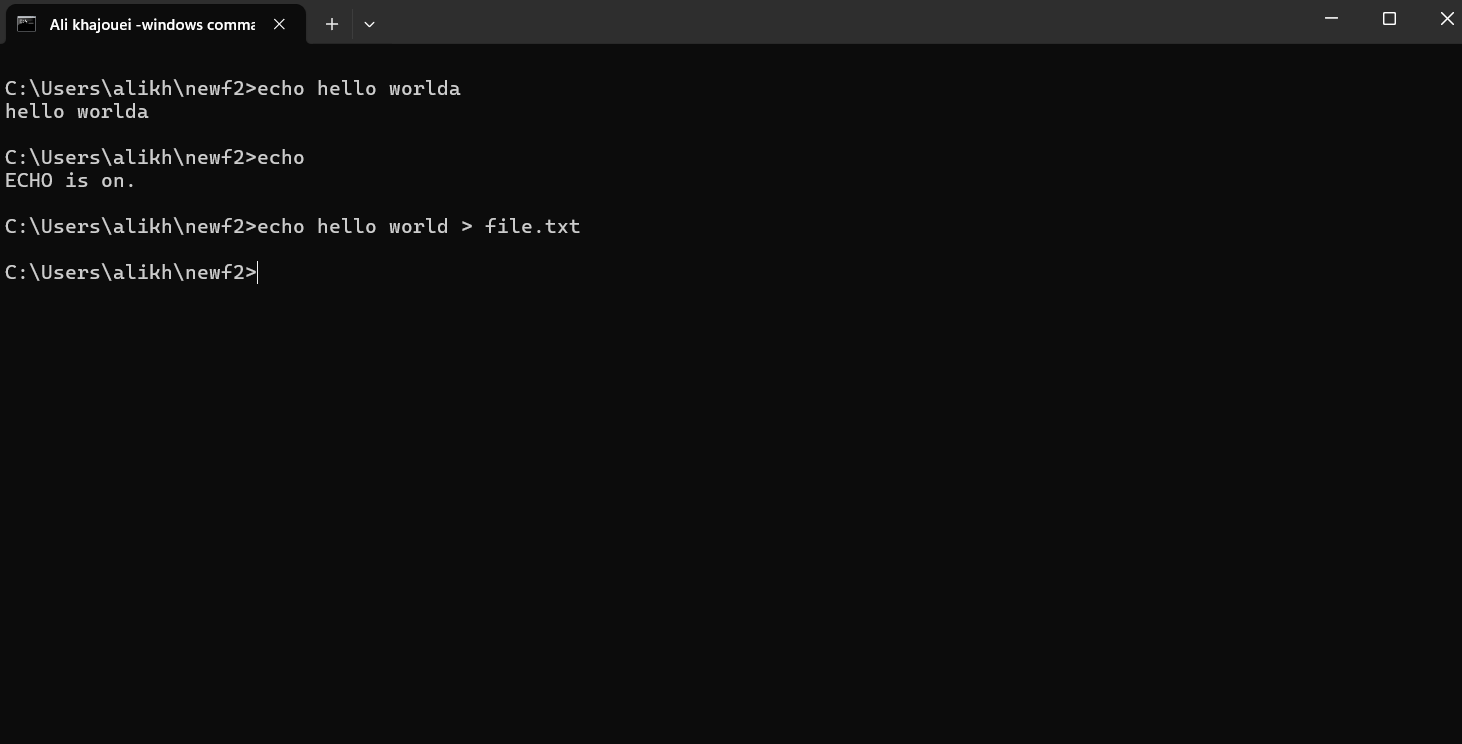 Ali khajouei -windows comma
C:\Users\alikh\newf2>echo hello worlda
hello worlda
C:\Users\alikh\newf2>echo
ECHO is on.
C:\Users\alikh\newf2>echo hello world > file.txt
C:\Users\alikh\newf2>